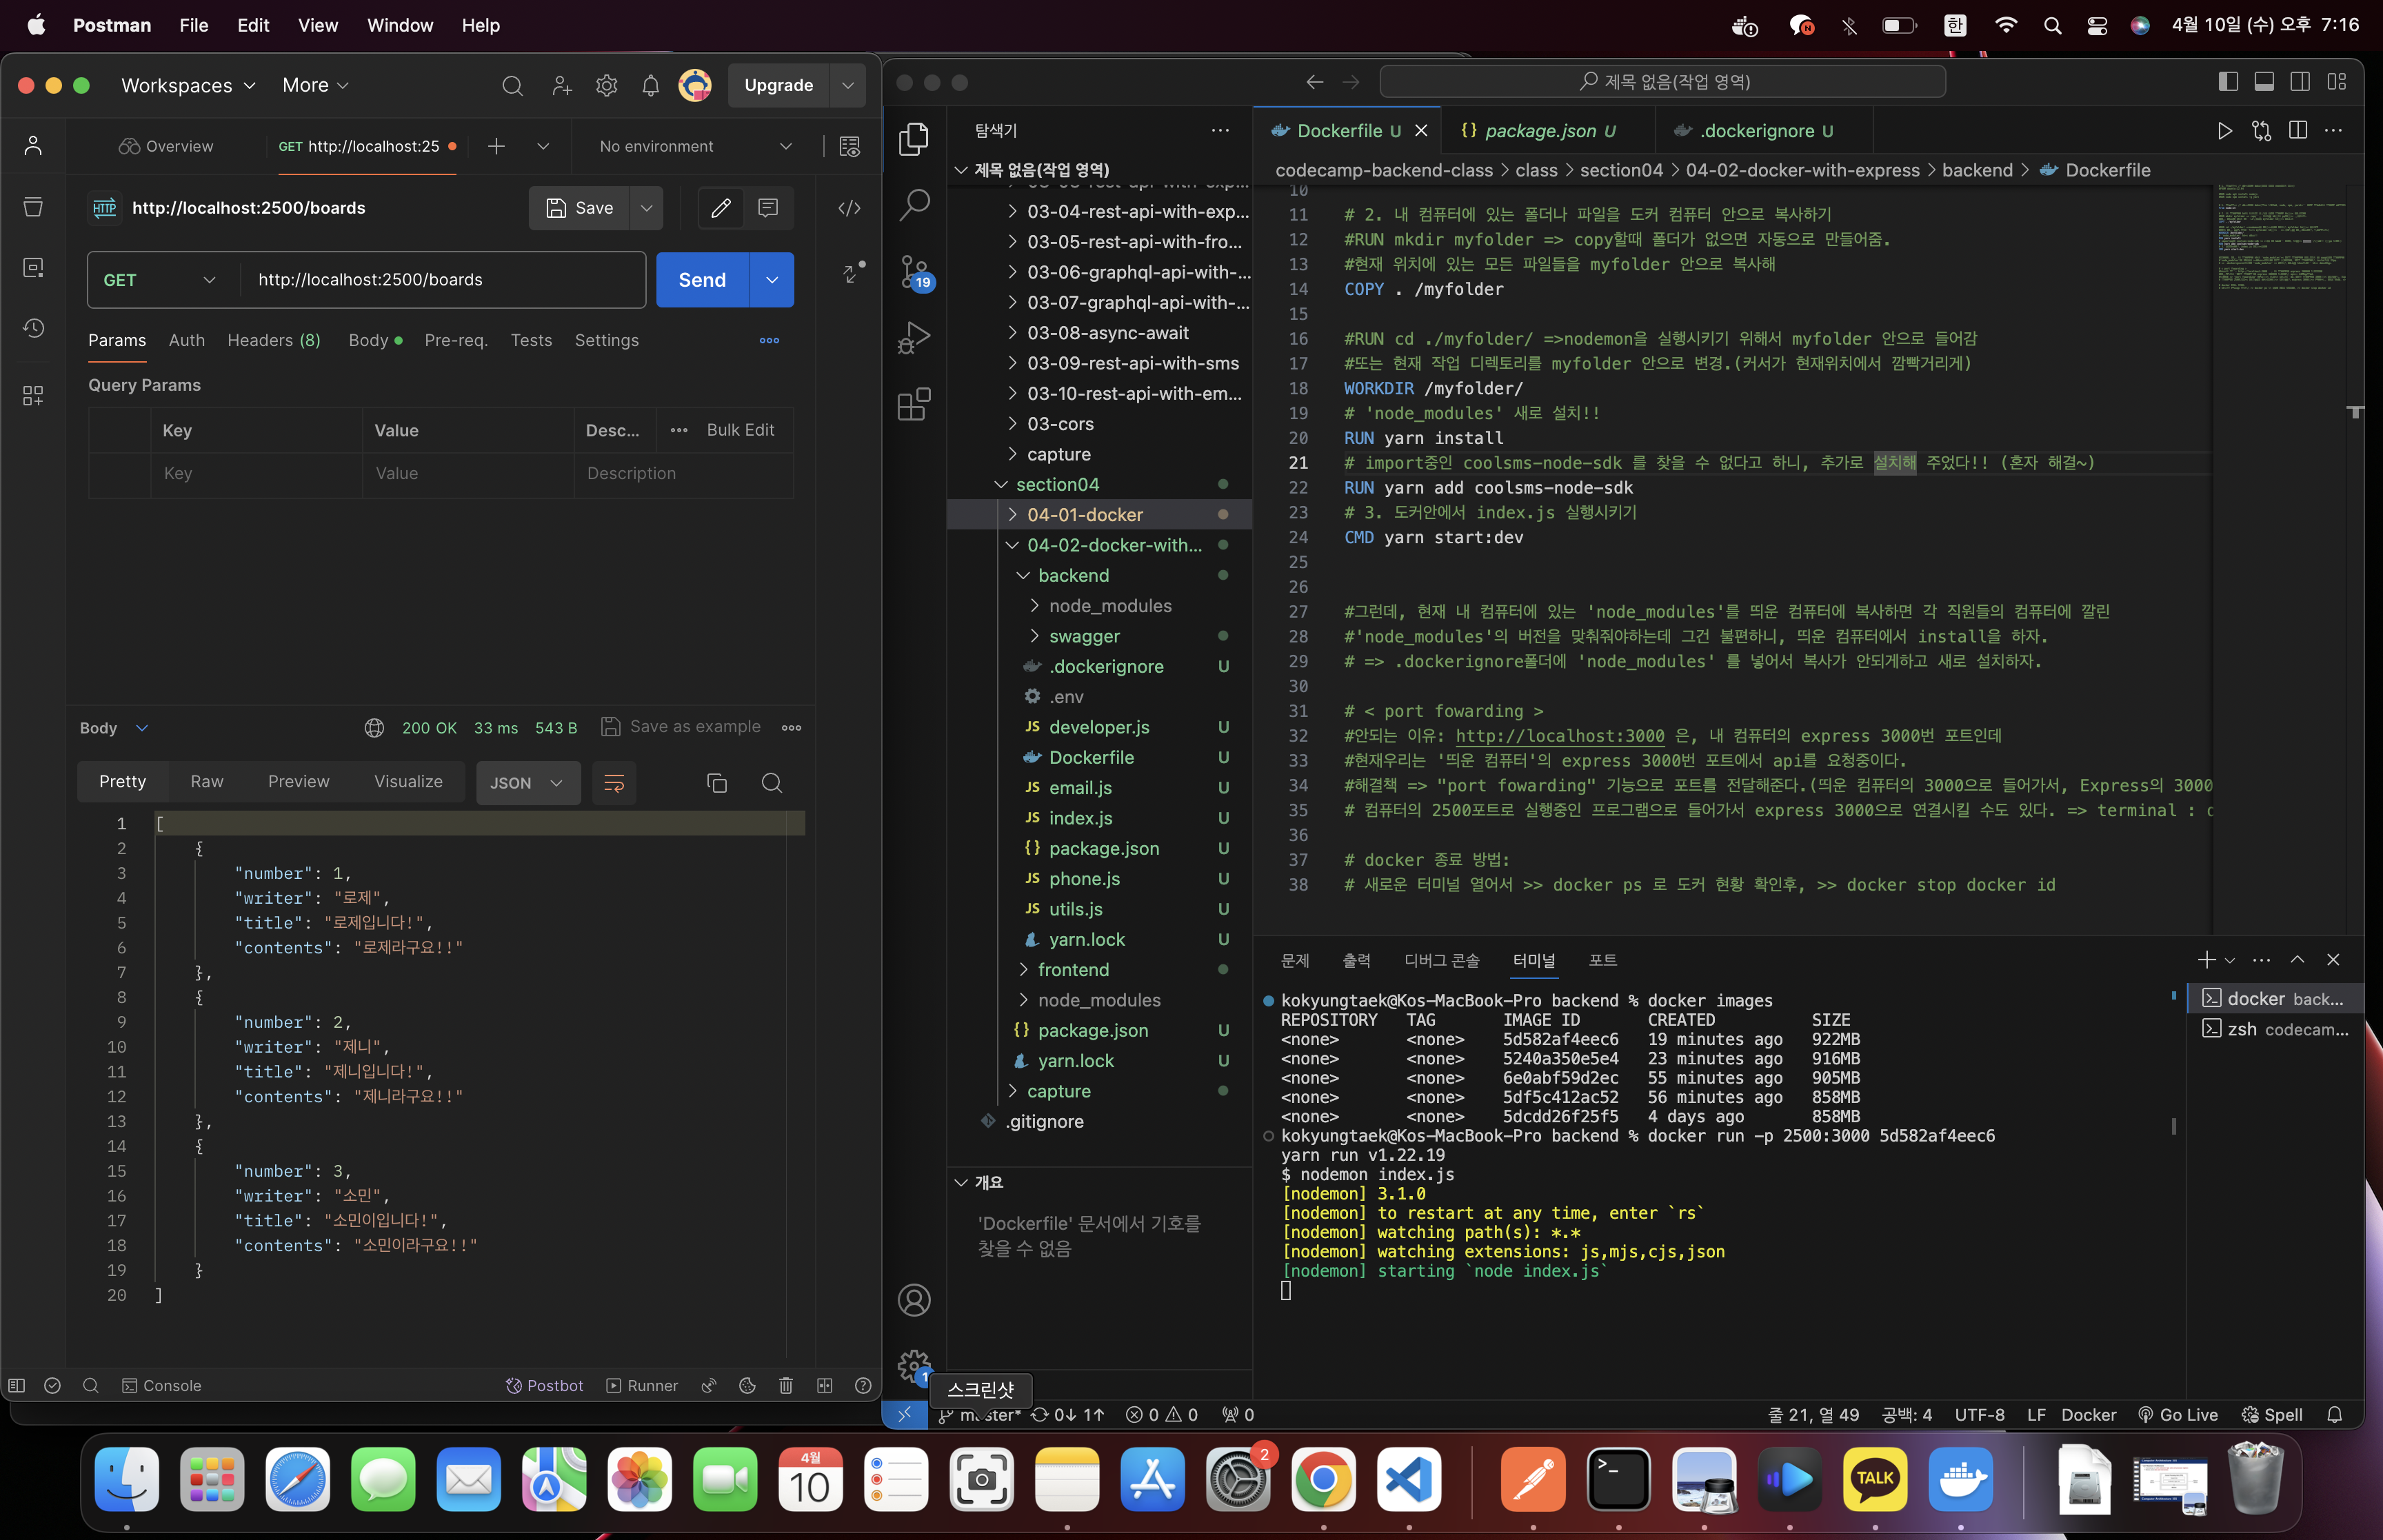 Postman File Edit View Window Help
한 4월 10일 (수) 오후 7:16
Workspaces More Upgrade
Overview GET http://localhost:25 No environment
HTTP http://localhost:2500/boards Save
GET http://localhost:2500/boards Send
Params Auth Headers (8) Body Pre-req. Tests Settings
Query Params
Key Value Desc... Bulk Edit
Key Value Description
Body 200 OK 33 ms 543 B Save as example
Pretty Raw Preview Visualize JSON
1 [
2 {
3 "number": 1,
4 "writer": "로제",
5 "title": "로제입니다!",
6 "contents": "로제라구요!!"
7 },
8 {
9 "number": 2,
10 "writer": "제니",
11 "title": "제니입니다!",
12 "contents": "제니라구요!!"
13 },
14 {
15 "number": 3,
16 "writer": "소민",
17 "title": "소민이입니다!",
18 "contents": "소민이라구요!!"
19 }
20 ]
Console Postbot Runner
제목 없음(작업 영역)
탐색기
제목 없음(작업 영역)
03-04-rest-api-with-exp...
03-05-rest-api-with-fro...
03-06-graphql-api-with-...
03-07-graphql-api-with-...
03-08-async-await
03-09-rest-api-with-sms
03-10-rest-api-with-em...
03-cors
capture
section04
04-01-docker
04-02-docker-with...
backend
node_modules
swagger
.dockerignore U
.env
developer.js U
Dockerfile U
email.js U
index.js U
package.json U
phone.js U
utils.js U
yarn.lock U
frontend
node_modules
package.json U
yarn.lock U
capture
.gitignore
개요
'Dockerfile' 문서에서 기호를
찾을 수 없음
19
1
Dockerfile U package.json U .dockerignore U
codecamp-backend-class > class > section04 > 04-02-docker-with-express > backend > Dockerfile
10
11 # 2. 내 컴퓨터에 있는 폴더나 파일을 도커 컴퓨터 안으로 복사하기
12 #RUN mkdir myfolder => copy할때 폴더가 없으면 자동으로 만들어줌.
13 #현재 위치에 있는 모든 파일들을 myfolder 안으로 복사해
14 COPY . /myfolder
15
16 #RUN cd ./myfolder/ =>nodemon을 실행시키기 위해서 myfolder 안으로 들어감
17 #또는 현재 작업 디렉토리를 myfolder 안으로 변경.(커서가 현재위치에서 깜빡거리게)
18 WORKDIR /myfolder/
19 # 'node_modules' 새로 설치!!
20 RUN yarn install
21 # import중인 coolsms-node-sdk 를 찾을 수 없다고 하니, 추가로 설치해 주었다!! (혼자 해결~)
22 RUN yarn add coolsms-node-sdk
23 # 3. 도커안에서 index.js 실행시키기
24 CMD yarn start:dev
25
26
27 #그런데, 현재 내 컴퓨터에 있는 'node_modules'를 띄운 컴퓨터에 복사하면 각 직원들의 컴퓨터에 깔린
28 #'node_modules'의 버전을 맞춰줘야하는데 그건 불편하니, 띄운 컴퓨터에서 install을 하자.
29 # => .dockerignore폴더에 'node_modules' 를 넣어서 복사가 안되게하고 새로 설치하자.
30
31 # < port fowarding >
32 #안되는 이유: http://localhost:3000 은, 내 컴퓨터의 express 3000번 포트인데
33 #현재우리는 '띄운 컴퓨터'의 express 3000번 포트에서 api를 요청중이다.
34 #해결책 => "port fowarding" 기능으로 포트를 전달해준다.(띄운 컴퓨터의 3000으로 들어가서, Express의 3000
35 # 컴퓨터의 2500포트로 실행중인 프로그램으로 들어가서 express 3000으로 연결시킬 수도 있다. => terminal :
36
37 # docker 종료 방법:
38 # 새로운 터미널 열어서 >> docker ps 로 도커 현황 확인후, >> docker stop docker id
문제 출력 디버그 콘솔 터미널 포트
kokyungtaek@Kos-MacBook-Pro backend % docker images
REPOSITORY TAG IMAGE ID CREATED SIZE
<none> <none> 5d582af4eec6 19 minutes ago 922MB
<none> <none> 5240a350e5e4 23 minutes ago 916MB
<none> <none> 6e0abf59d2ec 55 minutes ago 905MB
<none> <none> 5df5c412ac52 56 minutes ago 858MB
<none> <none> 5dcdd26f25f5 4 days ago 858MB
kokyungtaek@Kos-MacBook-Pro backend % docker run -p 2500:3000 5d582af4eec6
yarn run v1.22.19
$ nodemon index.js
[nodemon] 3.1.0
[nodemon] to restart at any time, enter `rs`
[nodemon] watching path(s): *.*
[nodemon] watching extensions: js,mjs,cjs,json
[nodemon] starting `node index.js`
docker back...
zsh codecam...
스크린샷
master* 0↓ 1↑ 0 0 0 줄 21, 열 49 공백: 4 UTF-8 LF Docker Go Live Spell
4월
10
2
TALK